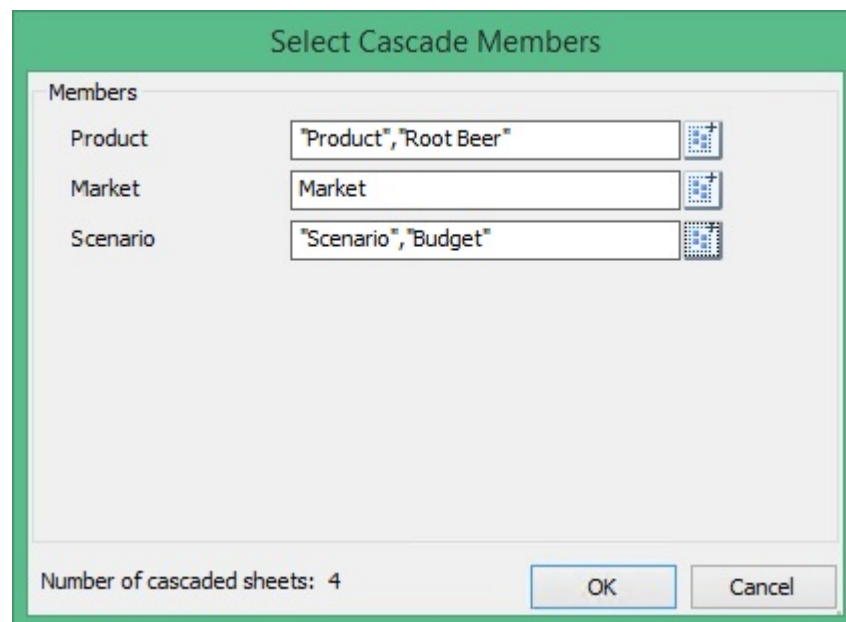 Select Cascade Members
Members
Product "Product","Root Beer"
Market Market
Scenario "Scenario","Budget"
Number of cascaded sheets: 4 OK Cancel